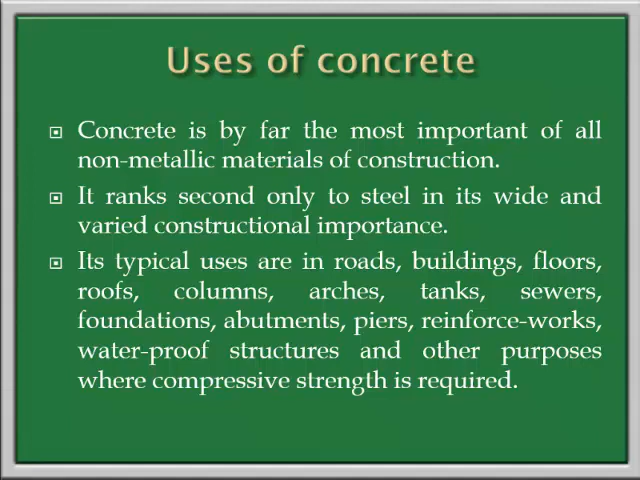 Uses of concrete
Concrete is by far the most important of all
non-metallic materials of construction.
It ranks second only to steel in its wide and
varied constructional importance.
Its typical uses are in roads, buildings, floors,
roofs, columns, arches, tanks, sewers,
foundations, abutments, piers, reinforce-works,
water-proof structures and other purposes
where compressive strength is required.